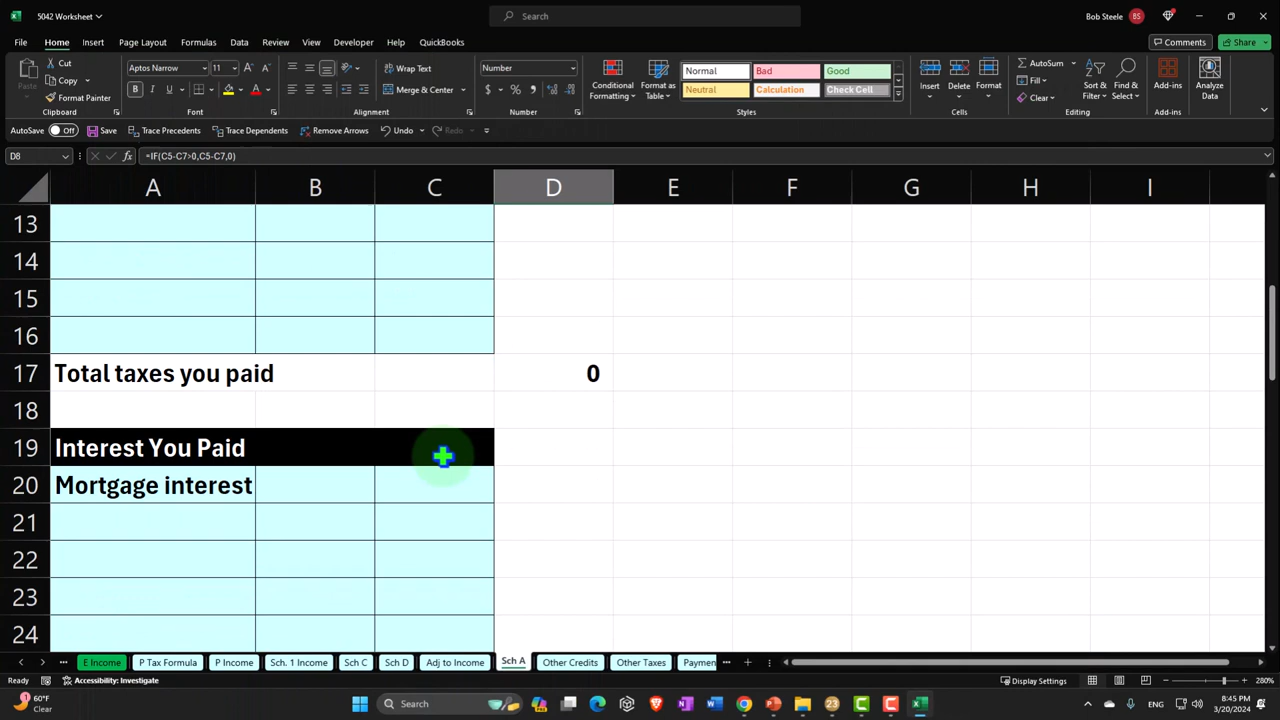 5042 Worksheet
Search
Bob Steele
BS
File Home Insert Page Layout Formulas Data Review View Developer Help QuickBooks
Comments
Share
Paste
Cut
Copy
Format Painter
Clipboard
Aptos Narrow
11
B I U
Font
Wrap Text
Merge & Center
Alignment
Number
Number
Conditional Formatting
Format as Table
Normal
Bad
Good
Neutral
Calculation
Check Cell
Styles
Insert
Delete
Format
Cells
AutoSum
Fill
Clear
Sort & Filter
Find & Select
Editing
Add-ins
Add-ins
Analyze Data
AutoSave Off
Save
Trace Precedents
Trace Dependents
Remove Arrows
Undo
Redo
D8
fx
=IF(C5-C7>0,C5-C7,0)
A B C D E F G H I
13
14
15
16
17 Total taxes you paid 0
18
19 Interest You Paid
20 Mortgage interest
21
22
23
24
E Income P Tax Formula P Income Sch. 1 Income Sch C Sch D Adj to Income Sch A Other Credits Other Taxes Paymen
Ready
Accessibility: Investigate
Display Settings
280%
1
60°F
Clear
Search
23
ENG
8:45 PM
3/20/2024